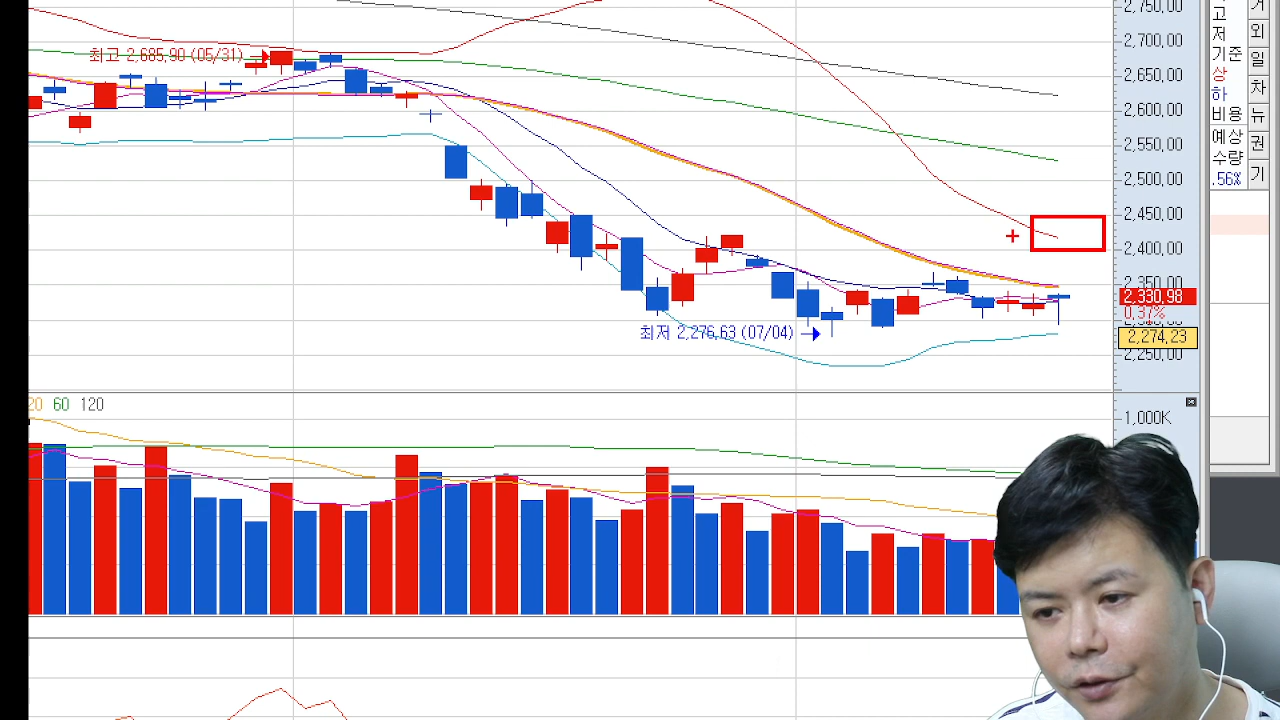 2,750,00
2,700,00
최고 2,685,90 (05/31)
2,650,00
2,600,00
2,550,00
2,500,00
2,450,00
2,400,00
2,350,00
2,330,98
0,37%
최저 2,276,63 (07/04)
2,274,23
2,250,00
20 60 120
1,000K
고
저
기준
상
하
비용
예상
수량
.56%
외
일
차
뉴
권
기